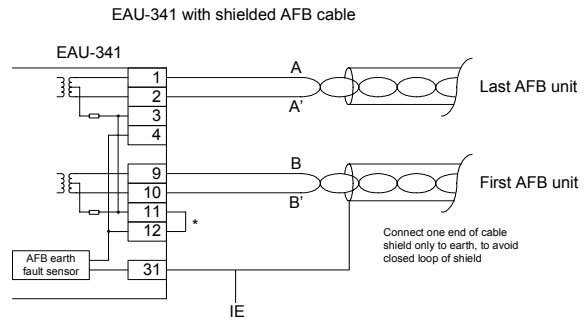 EAU-341 with shielded AFB cable
EAU-341
1
2
3
4
9
10
11
12
31
A
A'
B
B'
*
Last AFB unit
First AFB unit
Connect one end of cable
shield only to earth, to avoid
closed loop of shield
AFB earth
fault sensor
IE